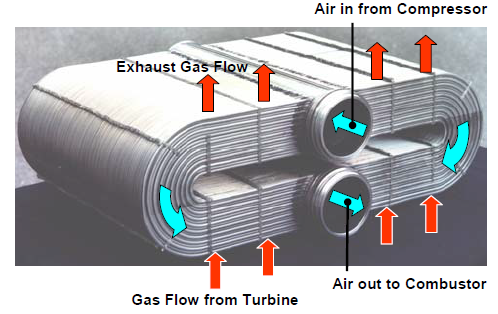 Air in from Compressor
Exhaust Gas Flow
Air out to Combustor
Gas Flow from Turbine